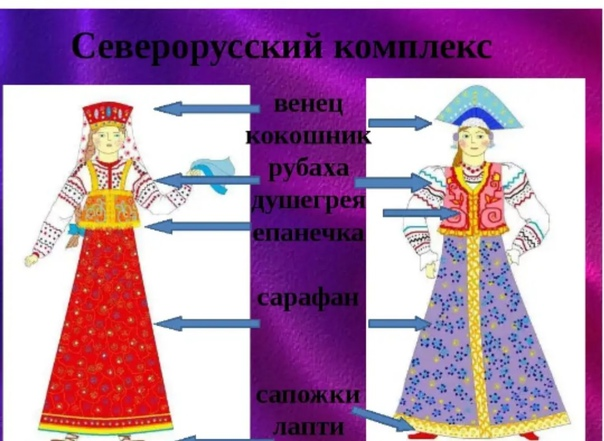 Северорусский комплекс
венец
кокошник
рубаха
душегрея
епанечка
сарафан
сапожки
лапти